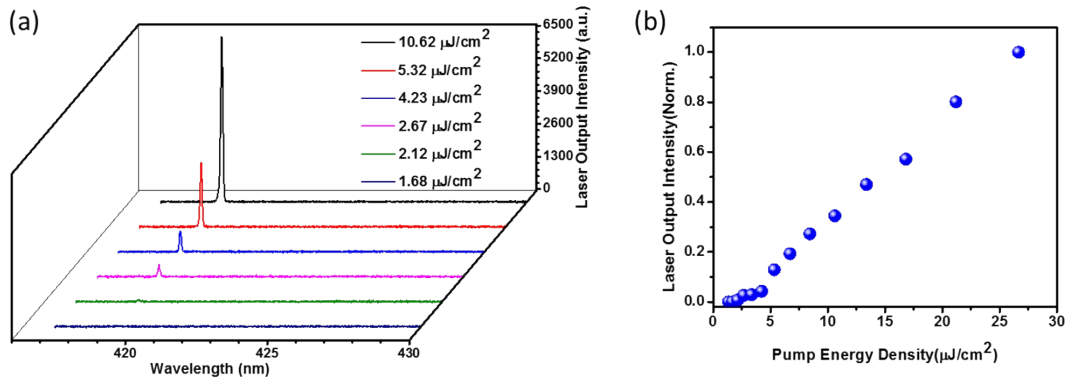 (a)
10.62 μJ/cm²
5.32 μJ/cm²
4.23 μJ/cm²
2.67 μJ/cm²
2.12 μJ/cm²
1.68 μJ/cm²
6500
5200
3900
2600
1300
0
Laser Output Intensity (a.u.)
420
425
430
Wavelength (nm)
(b)
Laser Output Intensity(Norm.)
1.0
0.8
0.6
0.4
0.2
0.0
0
5
10
15
20
25
30
Pump Energy Density(μJ/cm²)